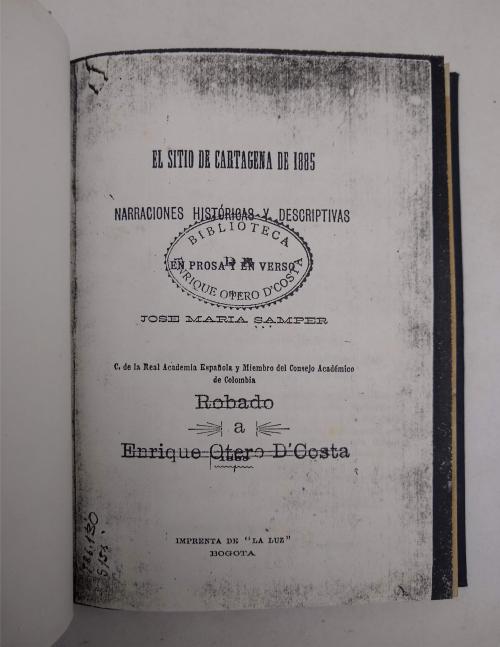 EL SITIO DE CARTAGENA DE 1885
NARRACIONES HISTÓRICAS Y DESCRIPTIVAS
BIBLIOTECA
DE
ENRIQUE OTERO D'COSTA
EN PROSA Y EN VERSO
JOSE MARIA SAMPER
C. de la Real Academia Española y Miembro del Consejo Académico
de Colombia
Robado
a
Enrique Otero D'Costa
IMPRENTA DE "LA LUZ"
BOGOTA